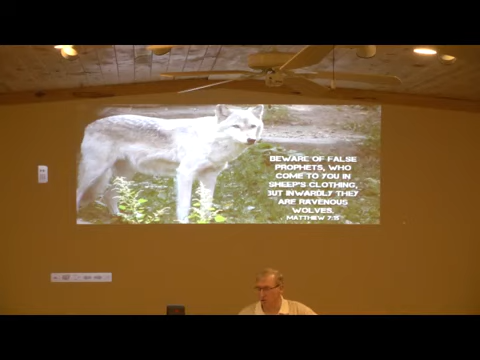 BEWARE OF FALSE
PROPHETS, WHO
COME TO YOU IN
SHEEP'S CLOTHING,
BUT INWARDLY THEY
ARE RAVENOUS
WOLVES.
MATTHEW 7:15